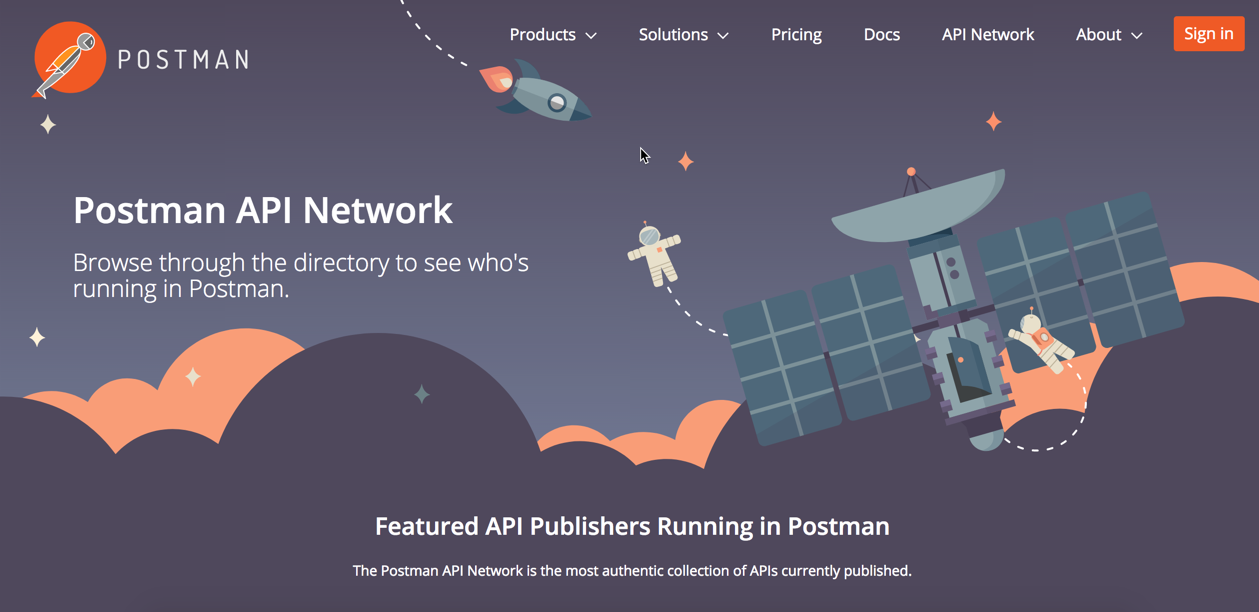 POSTMAN
Products
Solutions
Pricing
Docs
API Network
About
Sign in
Postman API Network
Browse through the directory to see who's
running in Postman.
Featured API Publishers Running in Postman
The Postman API Network is the most authentic collection of APIs currently published.